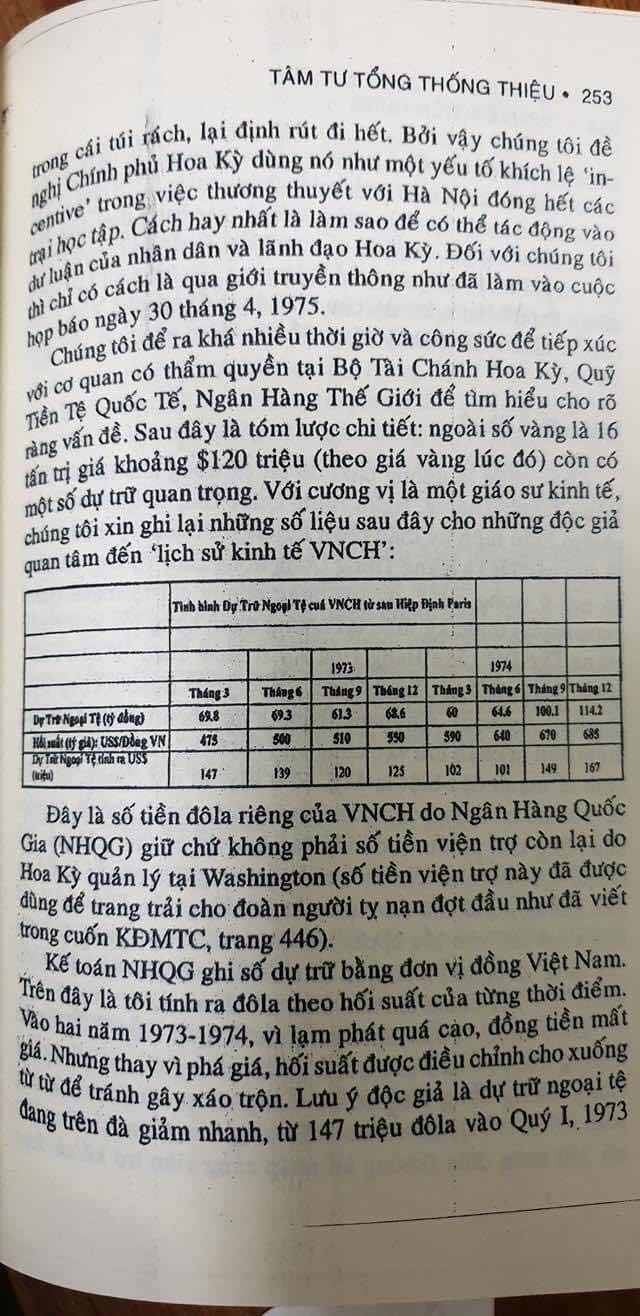 TÂM TƯ TỔNG THỐNG THIỆU • 253
trong cái túi rách, lại định rút đi hết. Bởi vậy chúng tôi đề
nghị Chính phủ Hoa Kỳ dùng nó như một yếu tố khích lệ ‘in-
centive’ trong việc thương thuyết với Hà Nội đóng hết các
trại học tập. Cách hay nhất là làm sao để có thể tác động vào
dư luận của nhân dân và lãnh đạo Hoa Kỳ. Đối với chúng tôi
thì chỉ có cách là qua giới truyền thông như đã làm vào cuộc
họp báo ngày 30 tháng 4, 1975.
Chúng tôi để ra khá nhiều thời giờ và công sức để tiếp xúc
với cơ quan có thẩm quyền tại Bộ Tài Chánh Hoa Kỳ, Quỹ
Tiền Tệ Quốc Tế, Ngân Hàng Thế Giới để tìm hiểu cho rõ
ràng vấn đề. Sau đây là tóm lược chi tiết: ngoài số vàng là 16
tấn trị giá khoảng $120 triệu (theo giá vàng lúc đó) còn có
một số dự trữ quan trọng. Với cương vị là một giáo sư kinh tế,
chúng tôi xin ghi lại những số liệu sau đây cho những độc giả
quan tâm đến ‘lịch sử kinh tế VNCH’:
Tình hình Dự Trữ Ngoại Tệ cuả VNCH từ sau Hiệp Định Paris
1973 1974
Tháng 3 Tháng 6 Tháng 9 Tháng 12 Tháng 3 Tháng 6 Tháng 9 Tháng 12
Dự Trữ Ngoại Tệ (tỷ đồng) 69.8 69.3 61.3 68.6 60 64.6 100.1 114.2
Hối suất (tỷ giá): US$/Đồng VN 475 500 510 550 590 640 670 685
Dự Trữ Ngoại Tệ tính ra US$
(triệu) 147 139 120 125 102 101 149 167
Đây là số tiền đôla riêng của VNCH do Ngân Hàng Quốc
Gia (NHQG) giữ chứ không phải số tiền viện trợ còn lại do
Hoa Kỳ quản lý tại Washington (số tiền viện trợ này đã được
dùng để trang trải cho đoàn người tỵ nạn đợt đầu như đã viết
trong cuốn KĐMTC, trang 446).
Kế toán NHQG ghi số dự trữ bằng đơn vị đồng Việt Nam.
Trên đây là tôi tính ra đôla theo hối suất của từng thời điểm.
Vào hai năm 1973-1974, vì lạm phát quá cao, đồng tiền mất
giá. Nhưng thay vì phá giá, hối suất được điều chỉnh cho xuống
từ từ để tránh gây xáo trộn. Lưu ý độc giả là dự trữ ngoại tệ
đang trên đà giảm nhanh, từ 147 triệu đôla vào Quý I, 1973